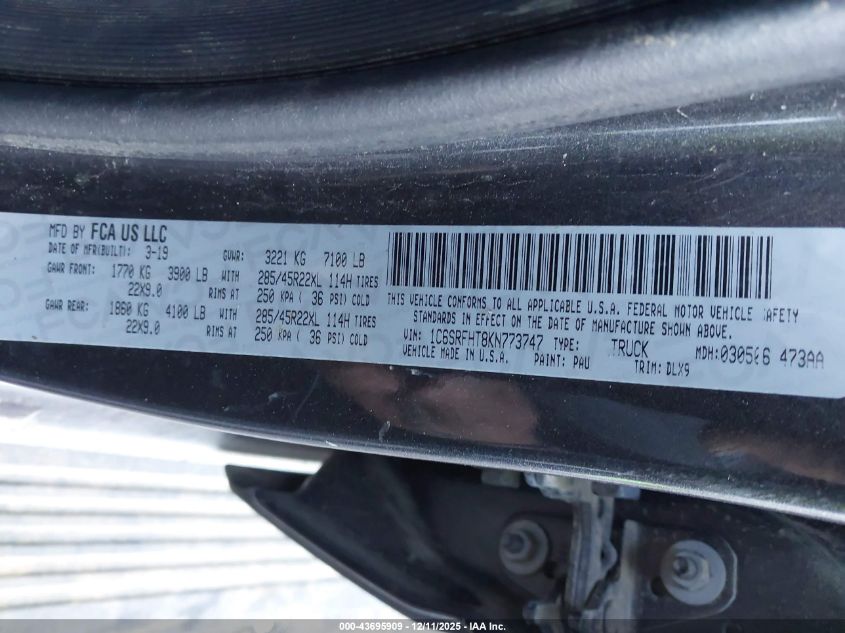 MFD BY FCA US LLC
DATE OF MFR(BUILT): 3-19 GVWR: 3221 KG 7100 LB
GAWR FRONT: 1770 KG 3900 LB WITH 285/45R22XL 114H TIRES
22X9.0 RIMS AT 250 KPA ( 36 PSI) COLD
GAWR REAR: 1860 KG 4100 LB WITH 285/45R22XL 114H TIRES
22X9.0 RIMS AT 250 KPA ( 36 PSI) COLD
THIS VEHICLE CONFORMS TO ALL APPLICABLE U.S.A. FEDERAL MOTOR VEHICLE SAFETY
STANDARDS IN EFFECT ON THE DATE OF MANUFACTURE SHOWN ABOVE.
VIN: 1C6SRFHT8KN773747 TYPE: TRUCK MDH: 030506 473AA
VEHICLE MADE IN U.S.A. PAINT: PAU TRIM: DLX9
000-43695909 - 12/11/2025 - IAA Inc.